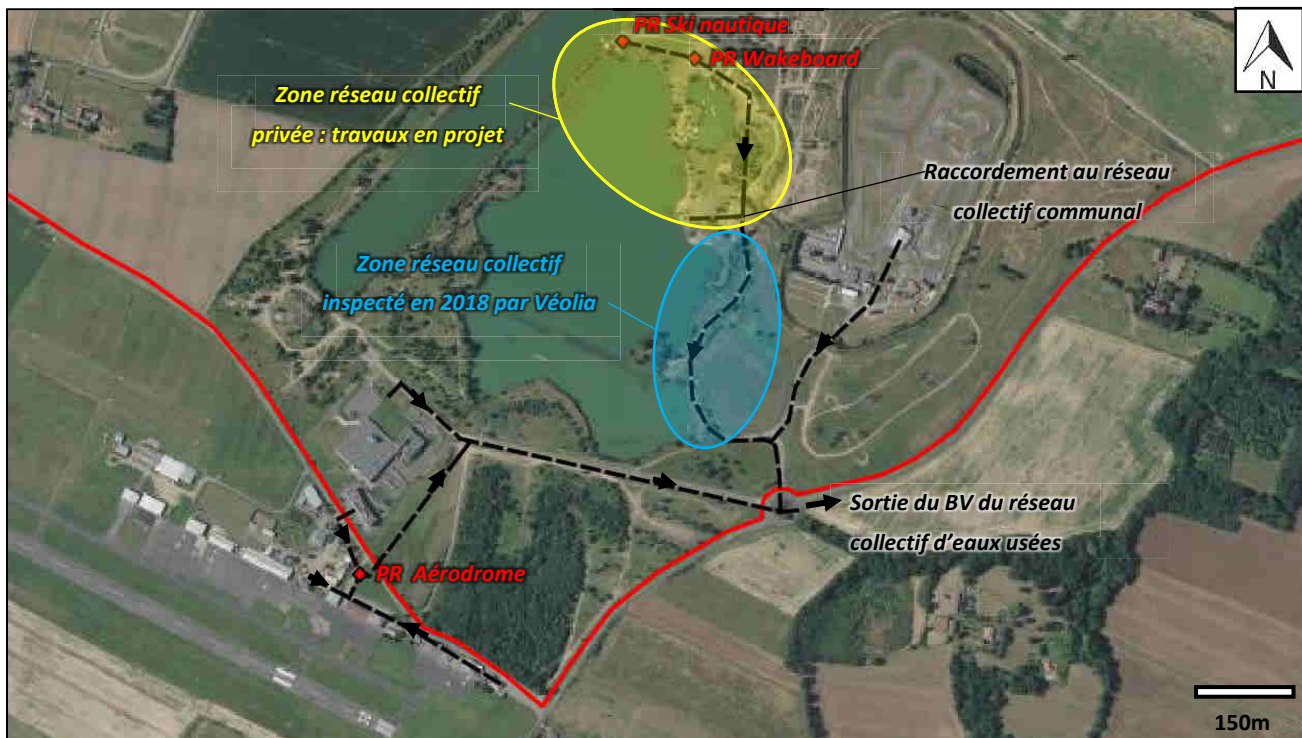 PR Ski nautique
PR Wakeboard
Zone réseau collectif
privée : travaux en projet
Raccordement au réseau
collectif communal
Zone réseau collectif
inspecté en 2018 par Véolia
Sortie du BV du réseau
collectif d'eaux usées
PR Aérodrome
N
150m